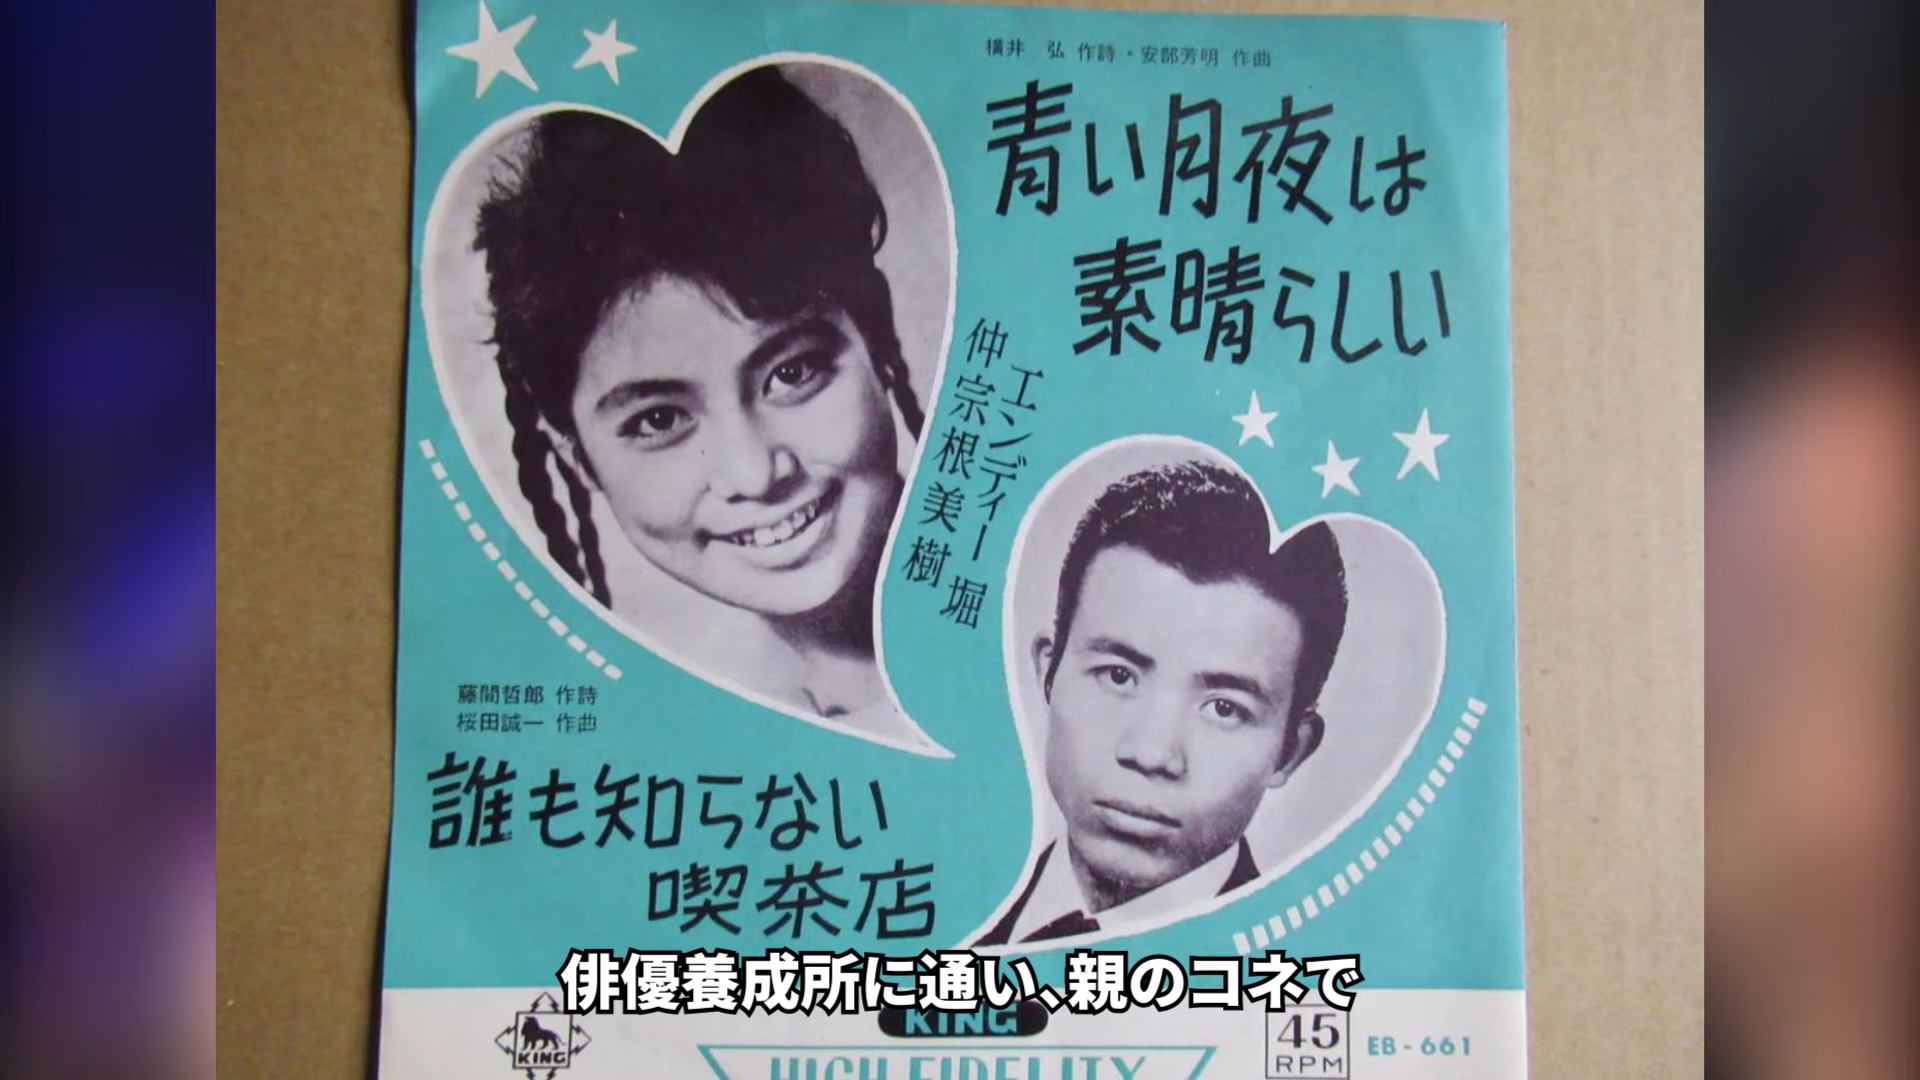 横井 弘 作詩・安部芳明 作曲
青い月夜は
素晴らしい
エンディー 堀
仲宗根美樹
藤間哲郎 作詩
桜田誠一 作曲
誰も知らない
喫茶店
俳優養成所に通い、親のコネで
KING
KING
45
RPM
EB-661
HIGH FIDELITY